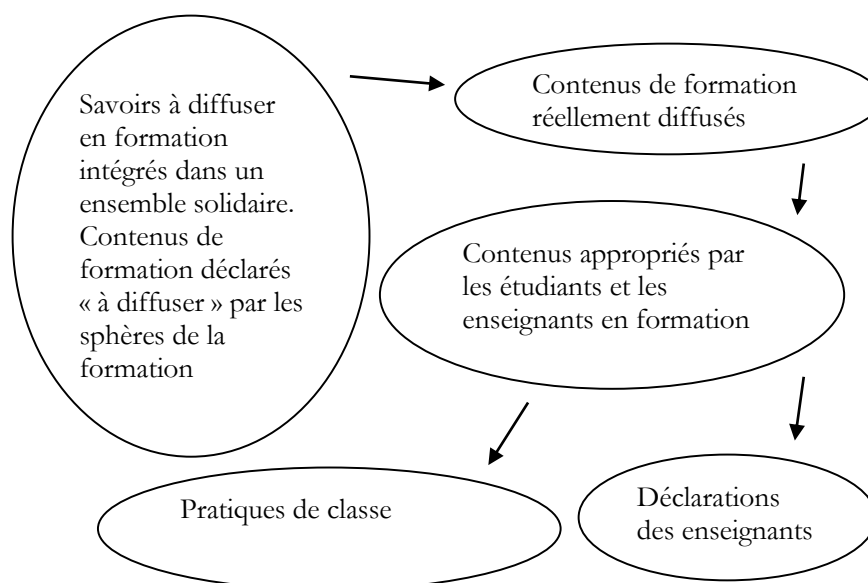 Savoirs à diffuser
en formation
intégrés dans un
ensemble solidaire.
Contenus de
formation déclarés
« à diffuser » par les
sphères de la
formation
Contenus de formation
réellement diffusés
Contenus appropriés par
les étudiants et les
enseignants en formation
Pratiques de classe
Déclarations
des enseignants